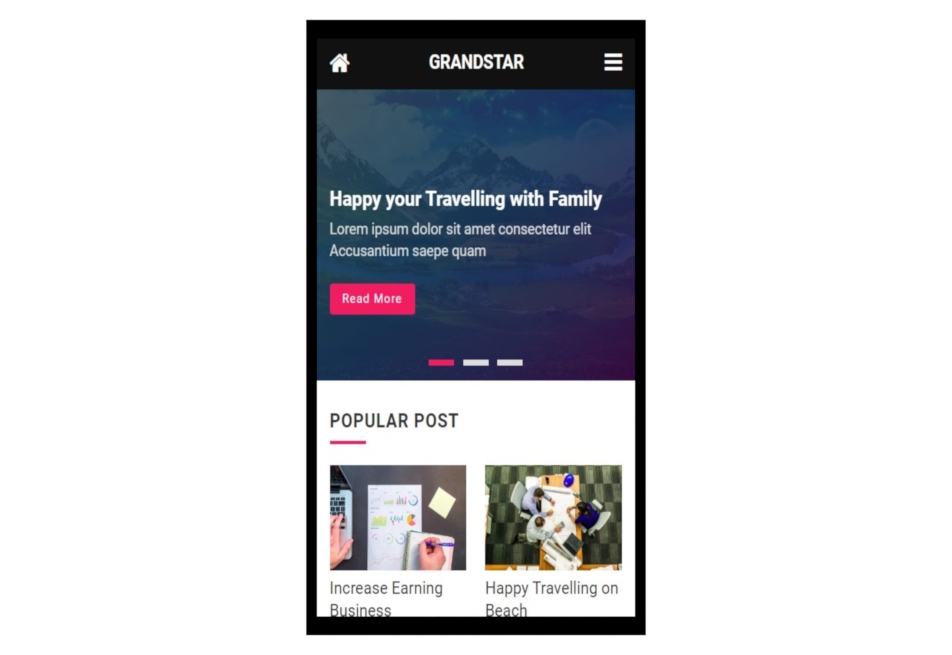 GRANDSTAR
Happy your Travelling with Family
Lorem ipsum dolor sit amet consectetur elit
Accusantium saepe quam
Read More
POPULAR POST
Increase Earning
Business
Happy Travelling on
Beach